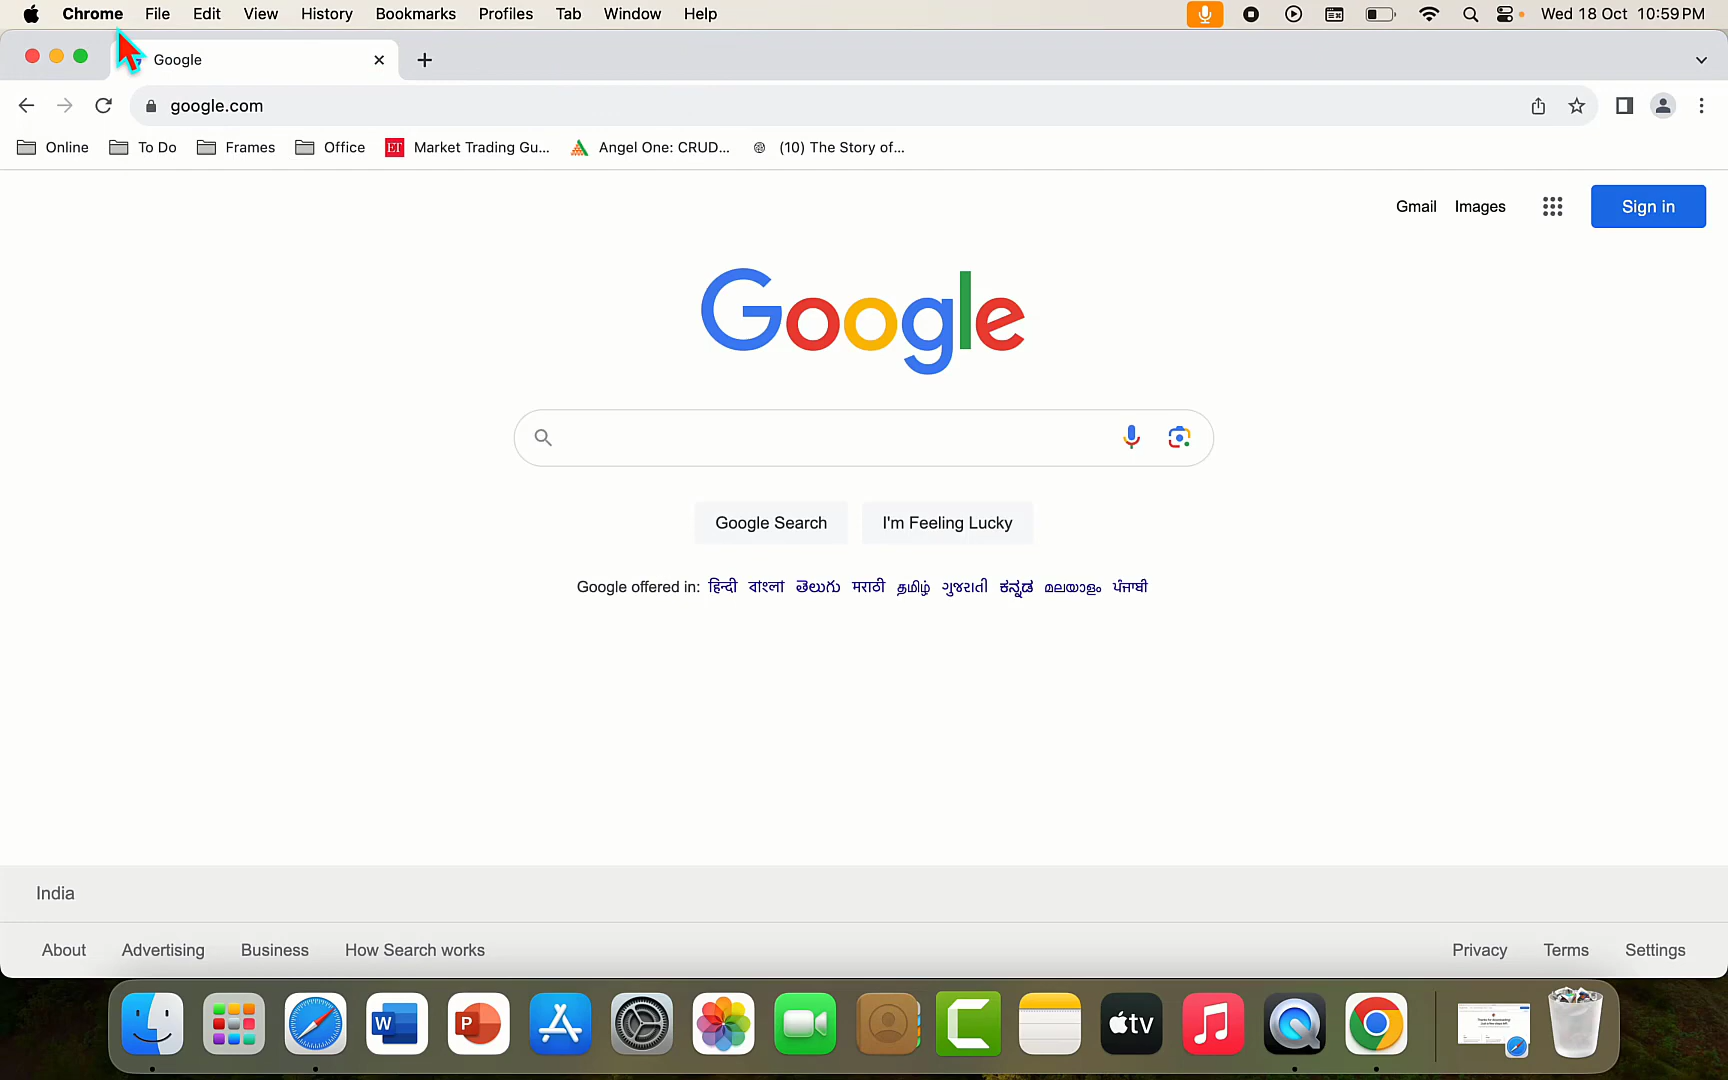 Chrome File Edit View History Bookmarks Profiles Tab Window Help Wed 18 Oct 10:59 PM
Google
google.com
Online To Do Frames Office ET Market Trading Gu... Angel One: CRUD... (10) The Story of...
Gmail Images Sign in
Google
Google Search I'm Feeling Lucky
Google offered in: हिन्दी বাংলা తెలుగు मराठी தமிழ் ગુજરાતી ಕನ್ನಡ മലയാളം ਪੰਜਾਬੀ
India
About Advertising Business How Search works Privacy Terms Settings
W P tv